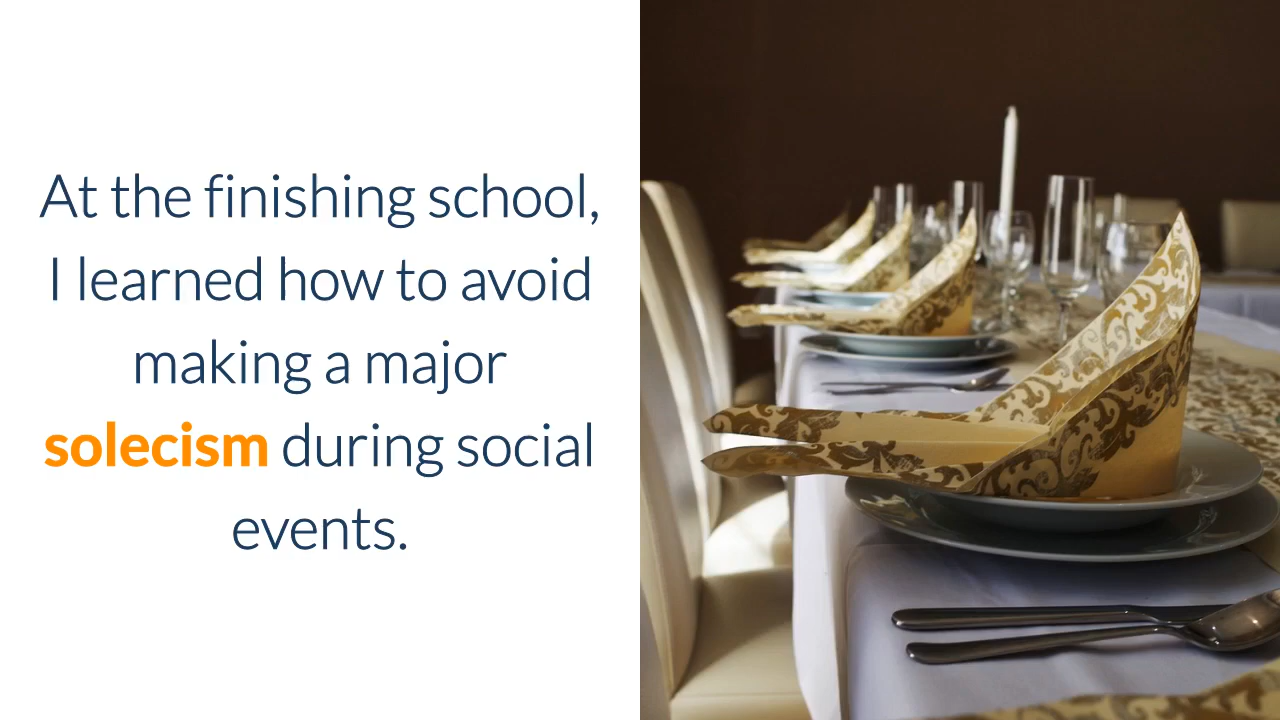 At the finishing school,
I learned how to avoid
making a major
solecism during social
events.